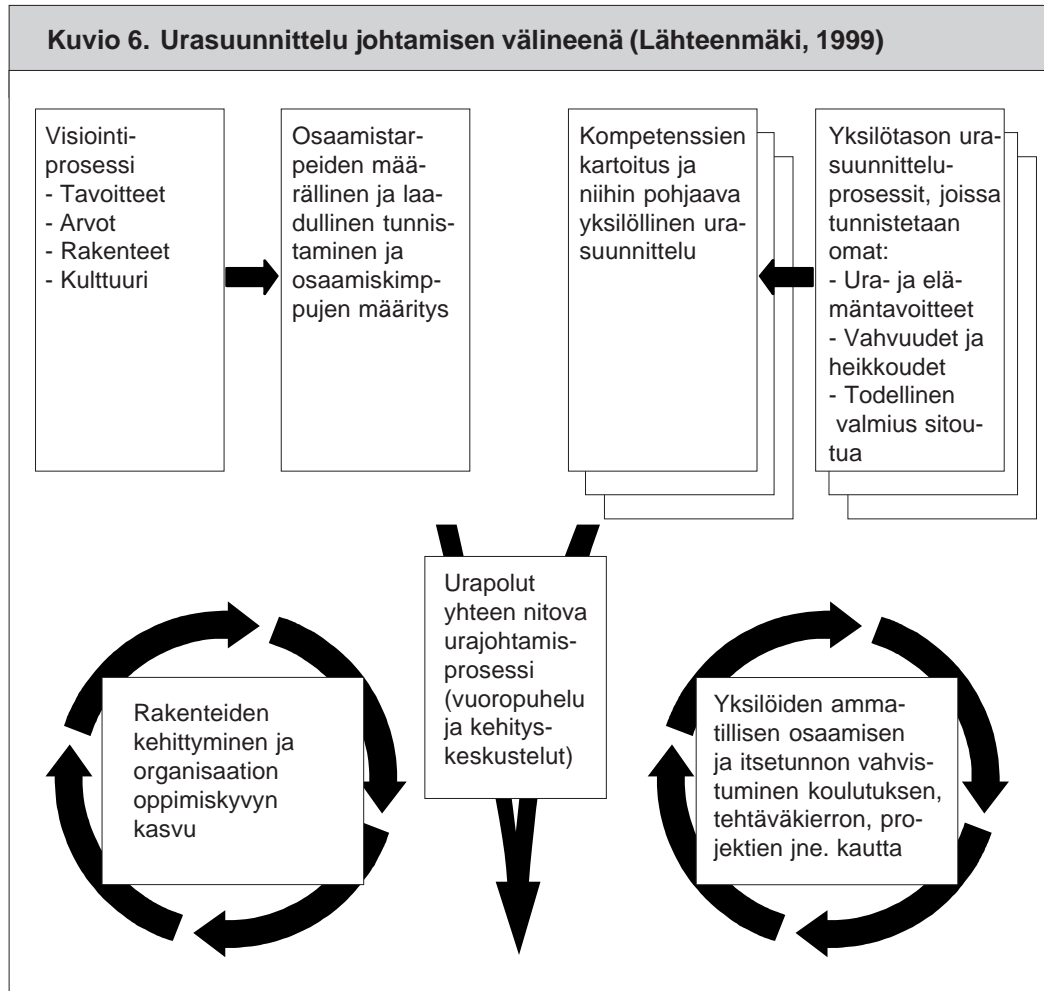 Kuvio 6. Urasuunnittelu johtamisen välineenä (Lähteenmäki, 1999)
Visiointi-
prosessi
- Tavoitteet
- Arvot
- Rakenteet
- Kulttuuri
Osaamistar-
peiden mää-
rällinen ja laa-
dullinen tunnis-
taminen ja
osaamiskimp-
pujen määritys
Kompetenssien
kartoitus ja
niihin pohjaava
yksilöllinen ura-
suunnittelu
Yksilötason ura-
suunnittelu-
prosessit, joissa
tunnistetaan
omat:
- Ura- ja elä-
mäntavoitteet
- Vahvuudet ja
heikkoudet
- Todellinen
valmius sitou-
tua
Urapolut
yhteen nitova
urajohtamis-
prosessi
(vuoropuhelu
ja kehitys-
keskustelut)
Rakenteiden
kehittyminen ja
organisaation
oppimiskyvyn
kasvu
Yksilöiden amma-
tillisen osaamisen
ja itsetunnon vahvis-
tuminen koulutuksen,
tehtäväkierron, pro-
jektien jne. kautta